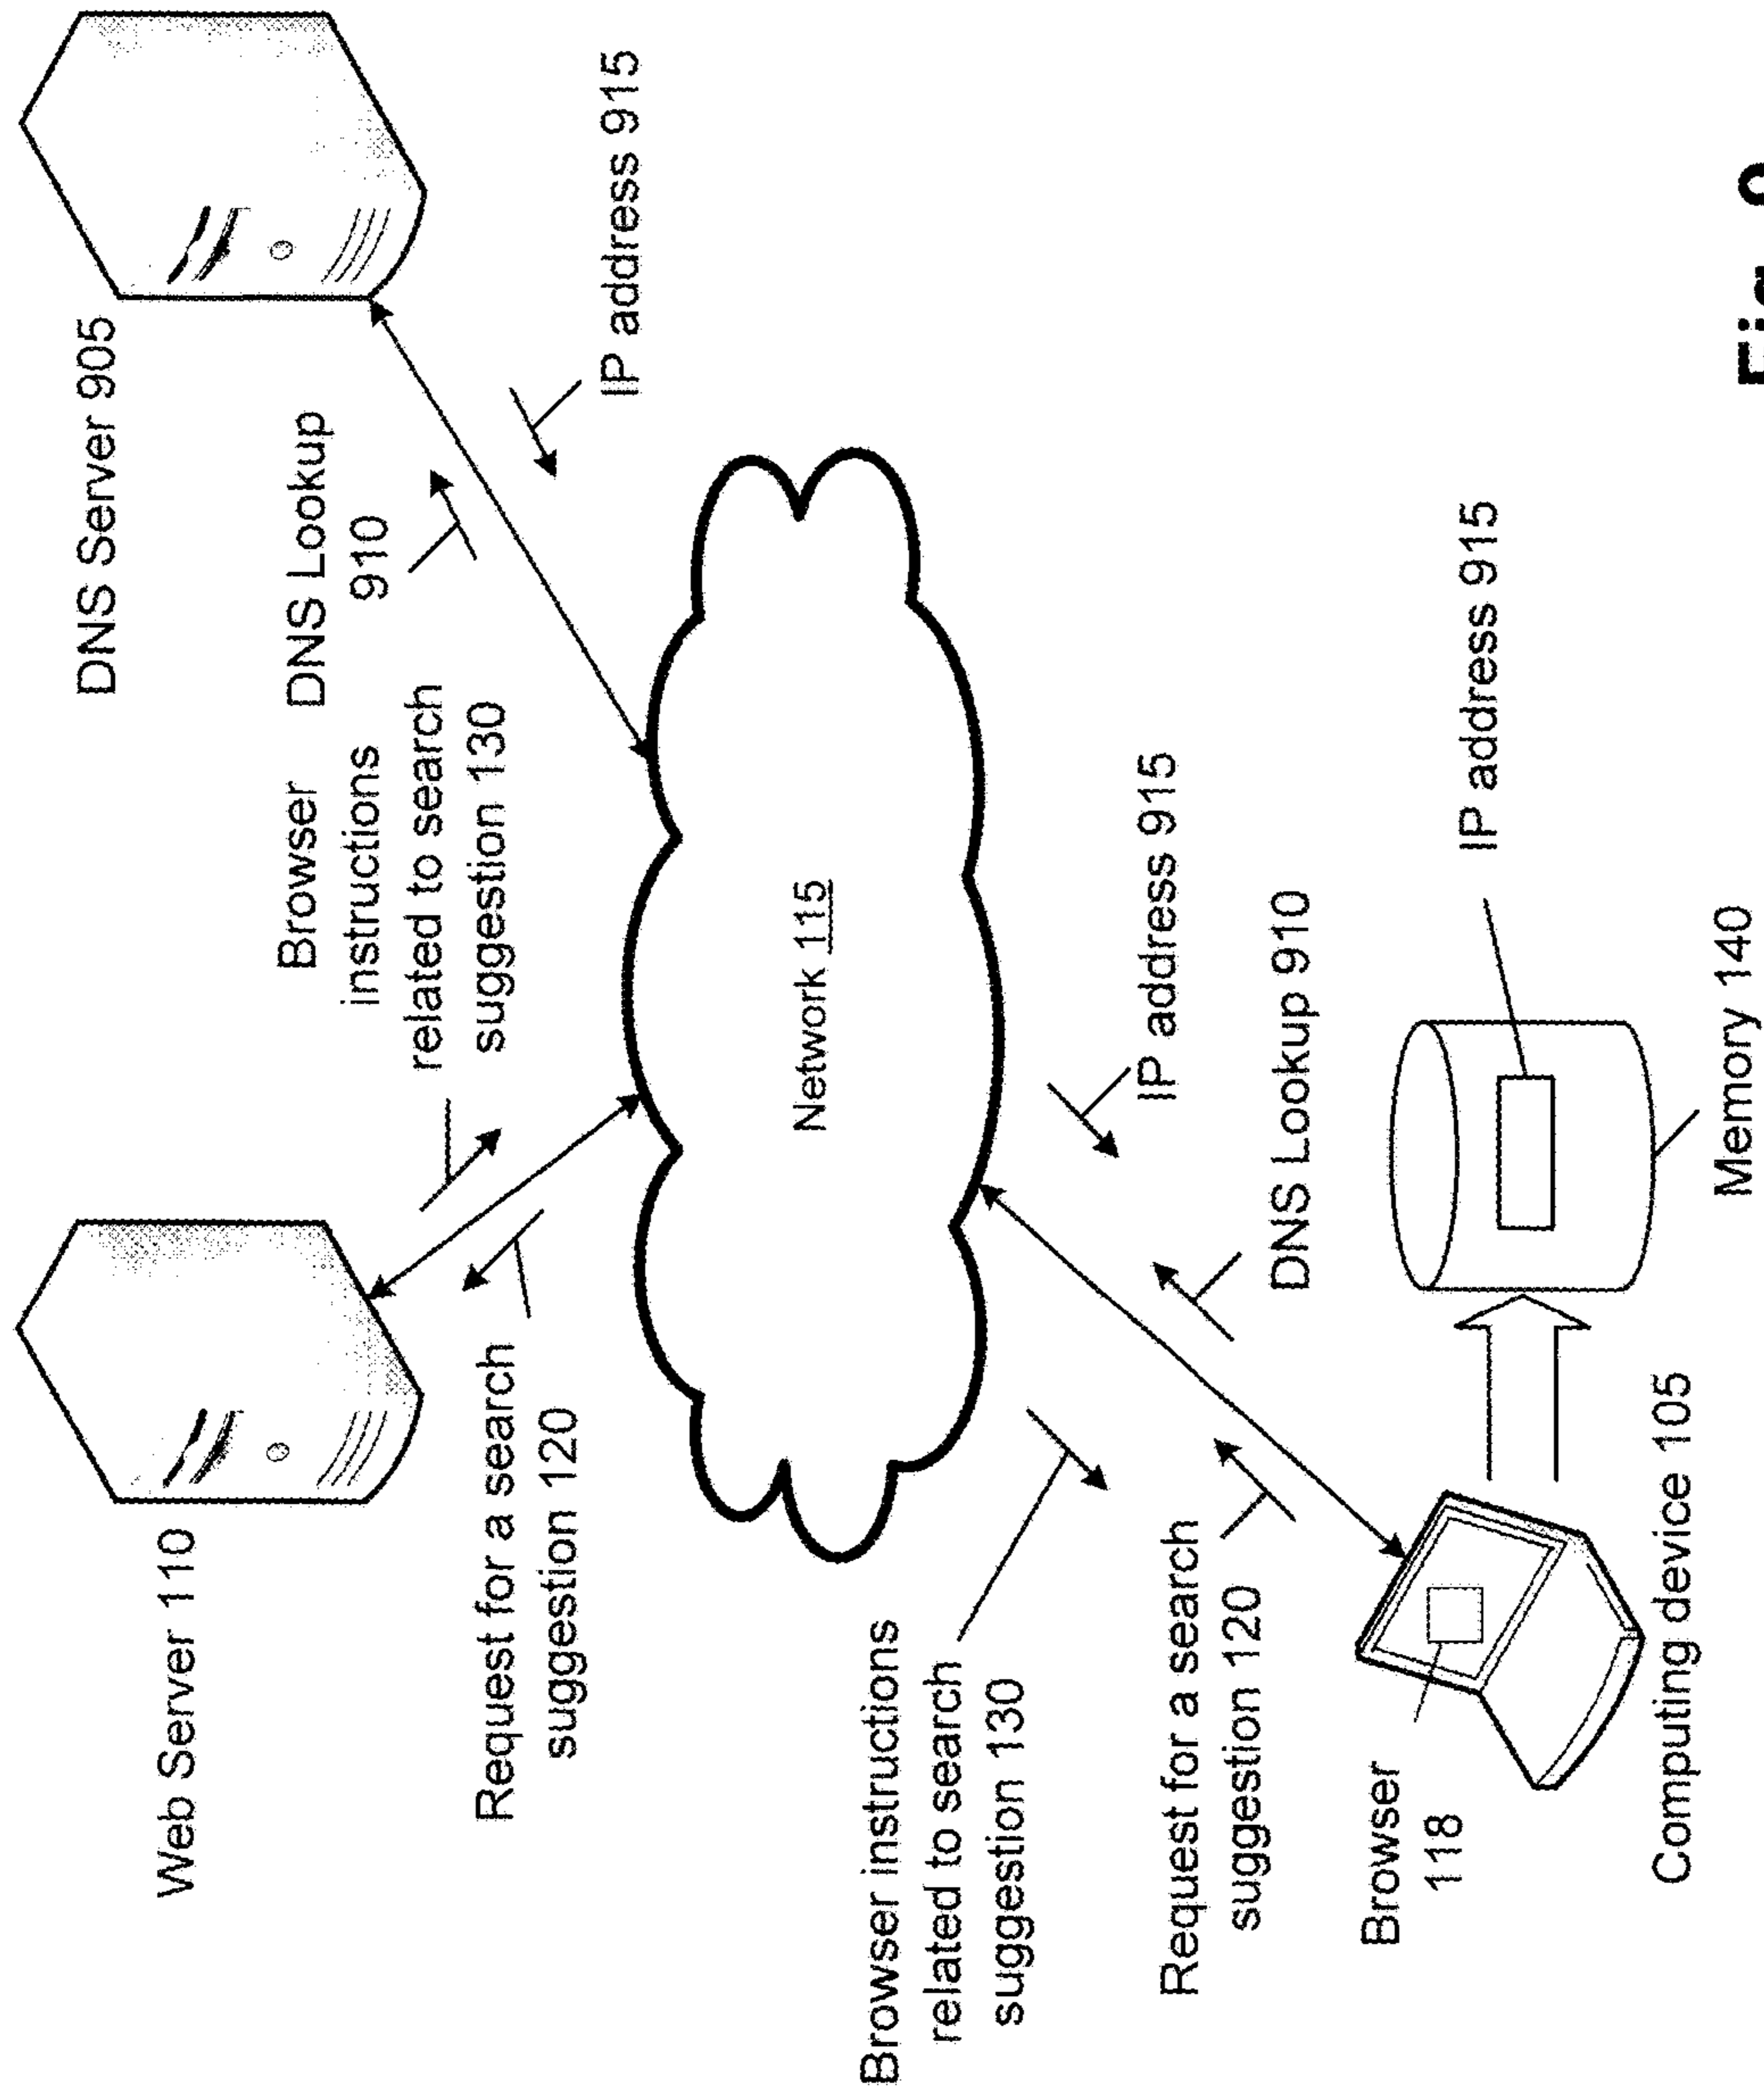 Web Server 110
DNS Server 905
Request for a search
suggestion 120
Browser
instructions
related to search
suggestion 130
DNS Lookup
910
IP address 915
Network 115
Browser instructions
related to search
suggestion 130
IP address 915
Request for a search
suggestion 120
DNS Lookup 910
Browser
118
IP address 915
Computing device 105
Memory 140
Fig.